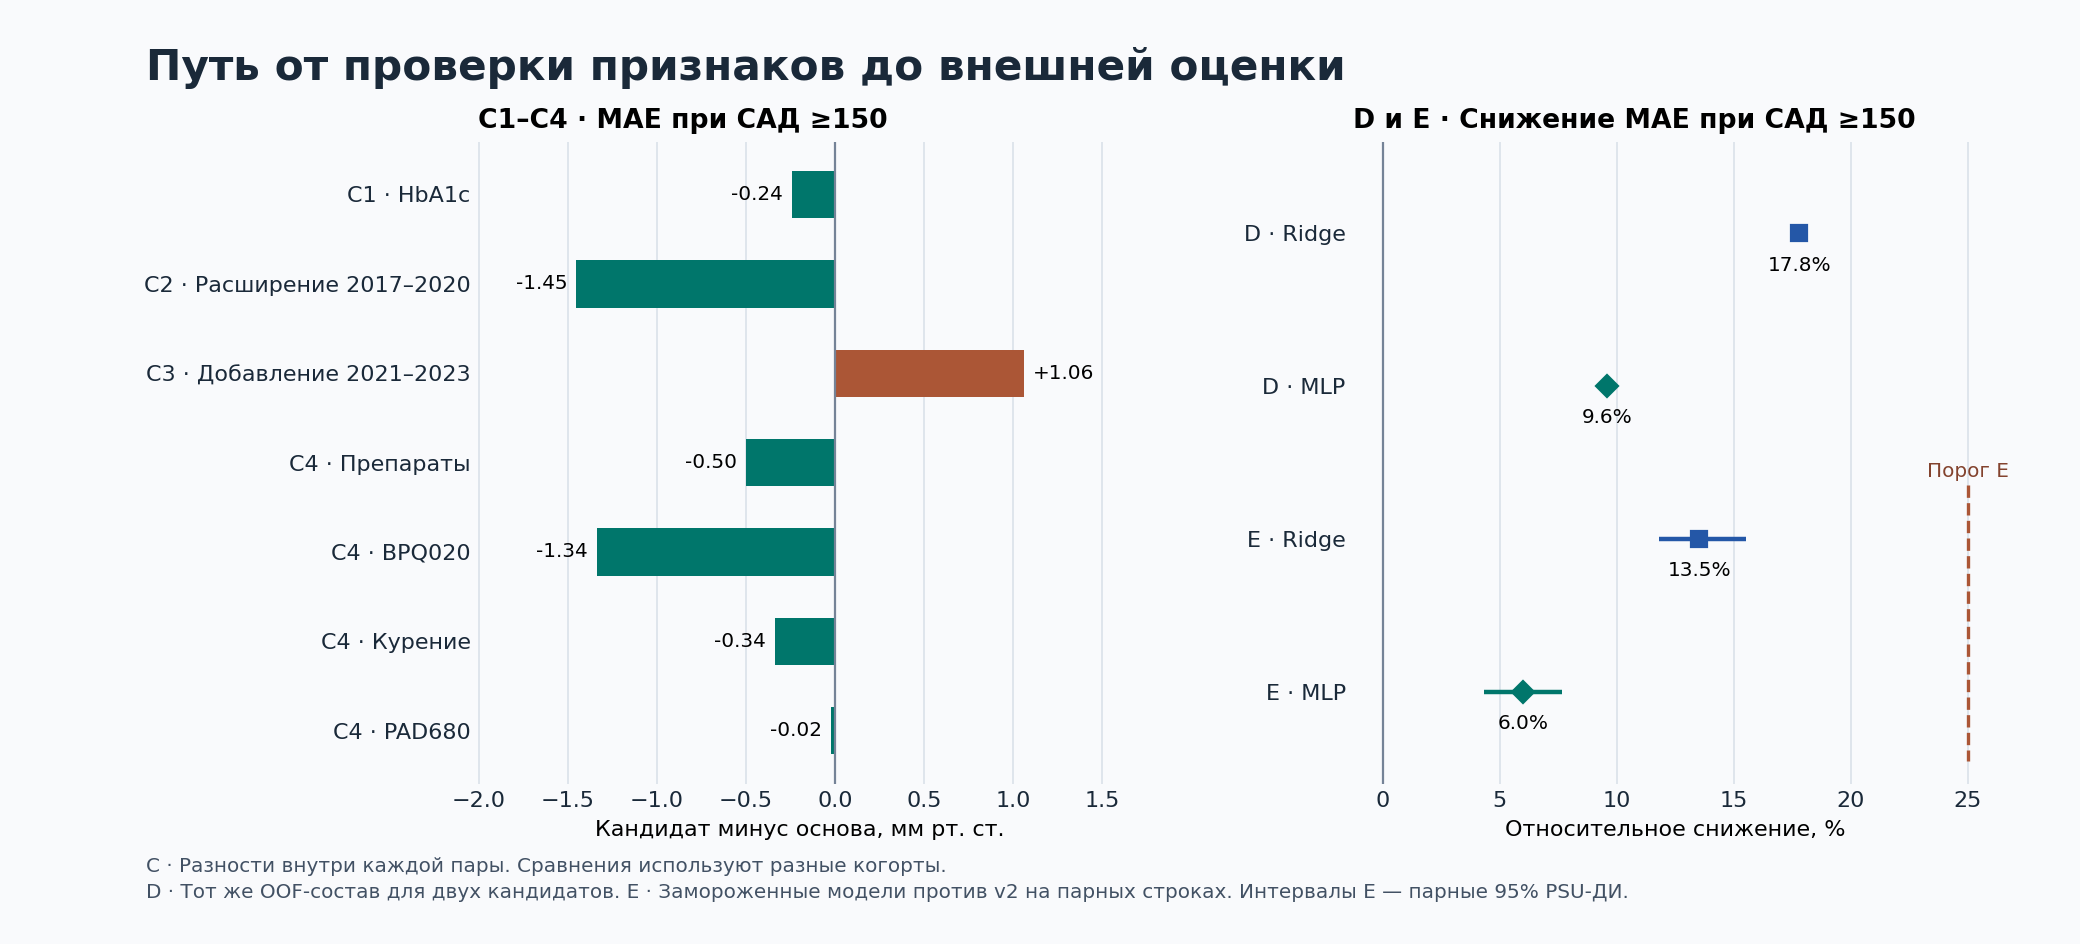 Путь от проверки признаков до внешней оценки
C1–C4 · MAE при САД ≥150
C1 · HbA1c
-0.24
C2 · Расширение 2017–2020
-1.45
C3 · Добавление 2021–2023
+1.06
C4 · Препараты
-0.50
C4 · BPQ020
-1.34
C4 · Курение
-0.34
C4 · PAD680
-0.02
−2.0 −1.5 −1.0 −0.5 0.0 0.5 1.0 1.5
Кандидат минус основа, мм рт. ст.
D и E · Снижение MAE при САД ≥150
D · Ridge
17.8%
D · MLP
9.6%
Порог E
E · Ridge
13.5%
E · MLP
6.0%
0 5 10 15 20 25
Относительное снижение, %
C · Разности внутри каждой пары. Сравнения используют разные когорты.
D · Тот же OOF-состав для двух кандидатов. E · Замороженные модели против v2 на парных строках. Интервалы E — парные 95% PSU-ДИ.